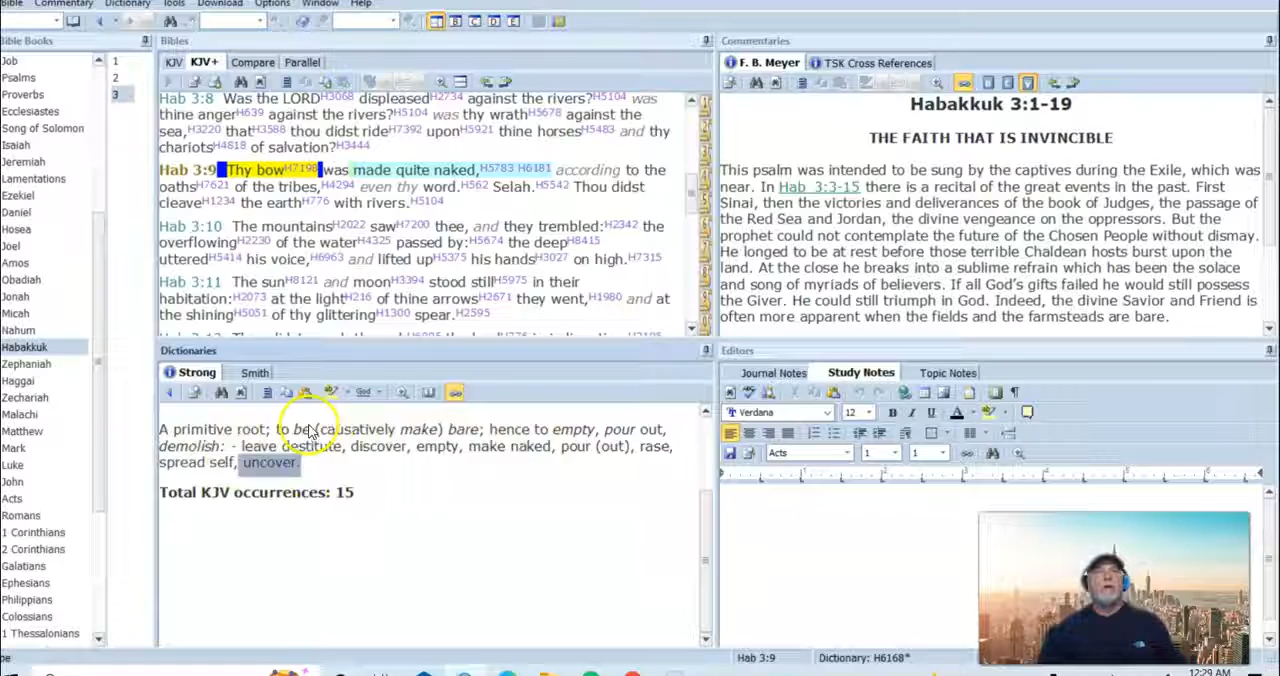 Commentary Dictionary Tools Download Options Window Help
B C D E
Bible Books
Job
Psalms
Proverbs
Ecclesiastes
Song of Solomon
Isaiah
Jeremiah
Lamentations
Ezekiel
Daniel
Hosea
Joel
Amos
Obadiah
Jonah
Micah
Nahum
Habakkuk
Zephaniah
Haggai
Zechariah
Malachi
Matthew
Mark
Luke
John
Acts
Romans
1 Corinthians
2 Corinthians
Galatians
Ephesians
Philippians
Colossians
1 Thessalonians
1
2
3
Bibles
KJV KJV+ Compare Parallel
Hab 3:8 Was the LORD H3068 displeased H2734 against the rivers? H5104 was
thine anger H639 against the rivers? H5104 was thy wrath H5678 against the
sea, H3220 that H3588 thou didst ride H7392 upon H5921 thine horses H5483 and thy
chariots H4818 of salvation? H3444
Hab 3:9 Thy bow H7198 was made quite naked, H5783 H6181 according to the
oaths H7621 of the tribes, H4294 even thy word. H562 Selah. H5542 Thou didst
cleave H1234 the earth H776 with rivers. H5104
Hab 3:10 The mountains H2022 saw H7200 thee, and they trembled: H2342 the
overflowing H2230 of the water H4325 passed by: H5674 the deep H8415
uttered H5414 his voice, H6963 and lifted up H5375 his hands H3027 on high. H7315
Hab 3:11 The sun H8121 and moon H3394 stood still H5975 in their
habitation: H2073 at the light H216 of thine arrows H2671 they went, H1980 and at
the shining H5051 of thy glittering H1300 spear. H2595
Commentaries
F. B. Meyer TSK Cross References
Habakkuk 3:1-19
THE FAITH THAT IS INVINCIBLE
This psalm was intended to be sung by the captives during the Exile, which was
near. In Hab 3:3-15 there is a recital of the great events in the past. First
Sinai, then the victories and deliverances of the book of Judges, the passage of
the Red Sea and Jordan, the divine vengeance on the oppressors. But the
prophet could not contemplate the future of the Chosen People without dismay.
He longed to be at rest before those terrible Chaldean hosts burst upon the
land. At the close he breaks into a sublime refrain which has been the solace
and song of myriads of believers. If all God's gifts failed he would still possess
the Giver. He could still triumph in God. Indeed, the divine Savior and Friend is
often more apparent when the fields and the farmsteads are bare.
Dictionaries
Strong Smith
God
A primitive root; to be (causatively make) bare; hence to empty, pour out,
demolish: - leave destitute, discover, empty, make naked, pour (out), rase,
spread self, uncover.
Total KJV occurrences: 15
Editors
Journal Notes Study Notes Topic Notes
Verdana 12 B I U A
Acts 1 1
1 2 3 4 5 6
Hab 3:9 Dictionary: H6168*
12:29 AM